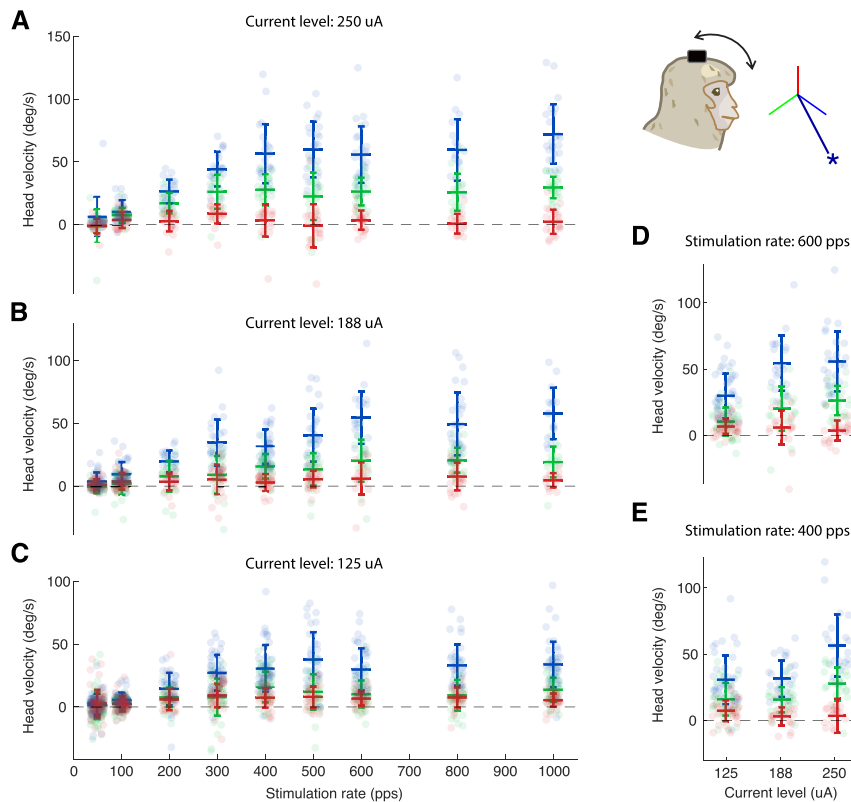 A
Current level: 250 uA
150
100
50
0
Head velocity (deg/s)
B
Current level: 188 uA
100
50
0
Head velocity (deg/s)
C
Current level: 125 uA
100
50
0
Head velocity (deg/s)
0 100 200 300 400 500 600 700 800 900 1000
Stimulation rate (pps)
*
D
Stimulation rate: 600 pps
100
50
0
Head velocity (deg/s)
E
Stimulation rate: 400 pps
100
50
0
Head velocity (deg/s)
125 188 250
Current level (uA)